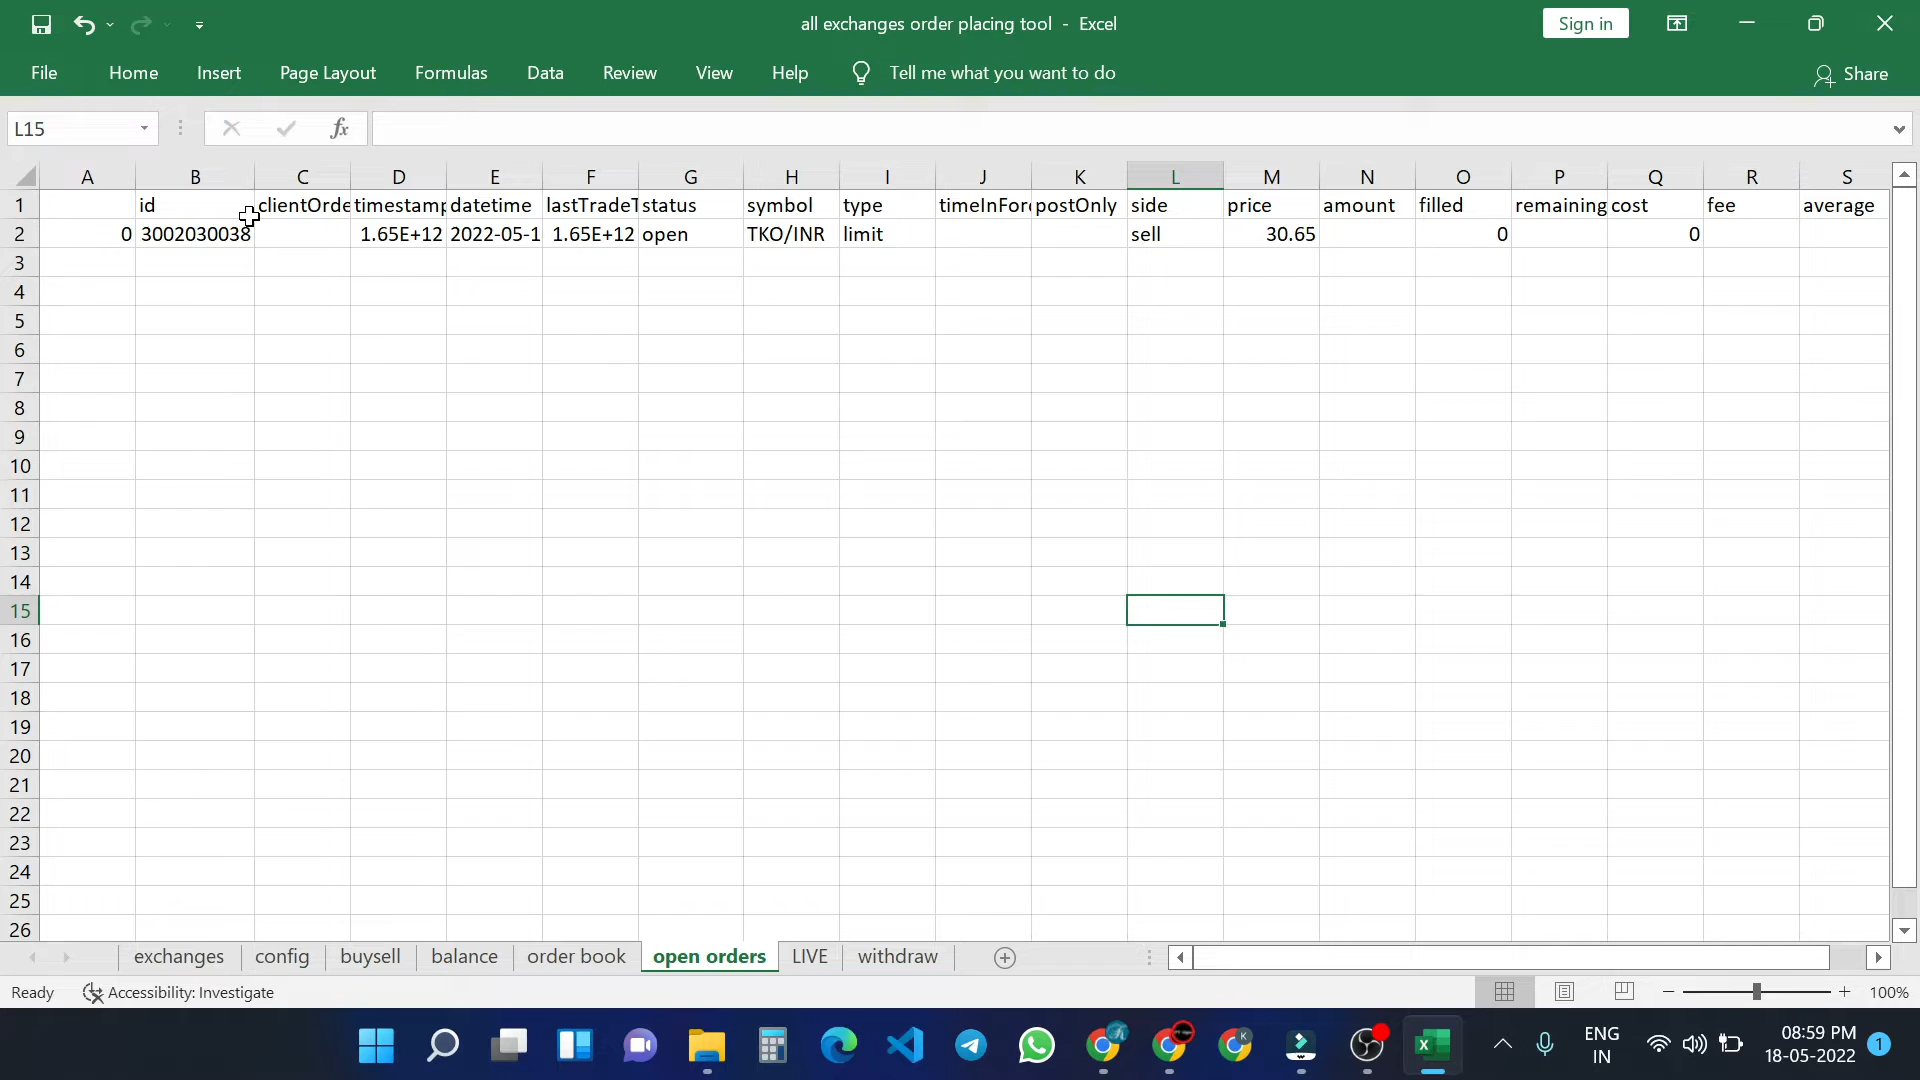 all exchanges order placing tool - Excel
Sign in
File Home Insert Page Layout Formulas Data Review View Help Tell me what you want to do Share
L15 fx
A B C D E F G H I J K L M N O P Q R S
1 id clientOrde timestamp datetime lastTradeT status symbol type timeInForc postOnly side price amount filled remaining cost fee average
2 0 3002030038 1.65E+12 2022-05-1 1.65E+12 open TKO/INR limit sell 30.65 0 0
3
4
5
6
7
8
9
10
11
12
13
14
15
16
17
18
19
20
21
22
23
24
25
26
exchanges config buysell balance order book open orders LIVE withdraw
Ready Accessibility: Investigate 100%
ENG 08:59 PM
IN 18-05-2022 1